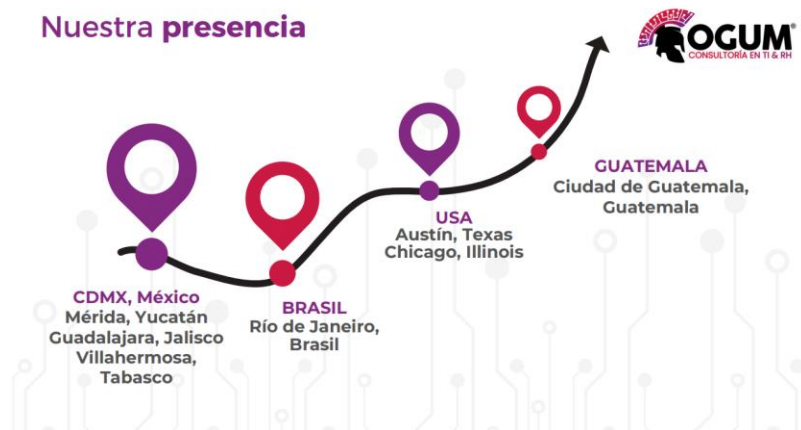 Nuestra presencia
OGUM®
CONSULTORÍA EN TI & RH
CDMX, México
Mérida, Yucatán
Guadalajara, Jalisco
Villahermosa,
Tabasco
BRASIL
Río de Janeiro,
Brasil
USA
Austín, Texas
Chicago, Illinois
GUATEMALA
Ciudad de Guatemala,
Guatemala